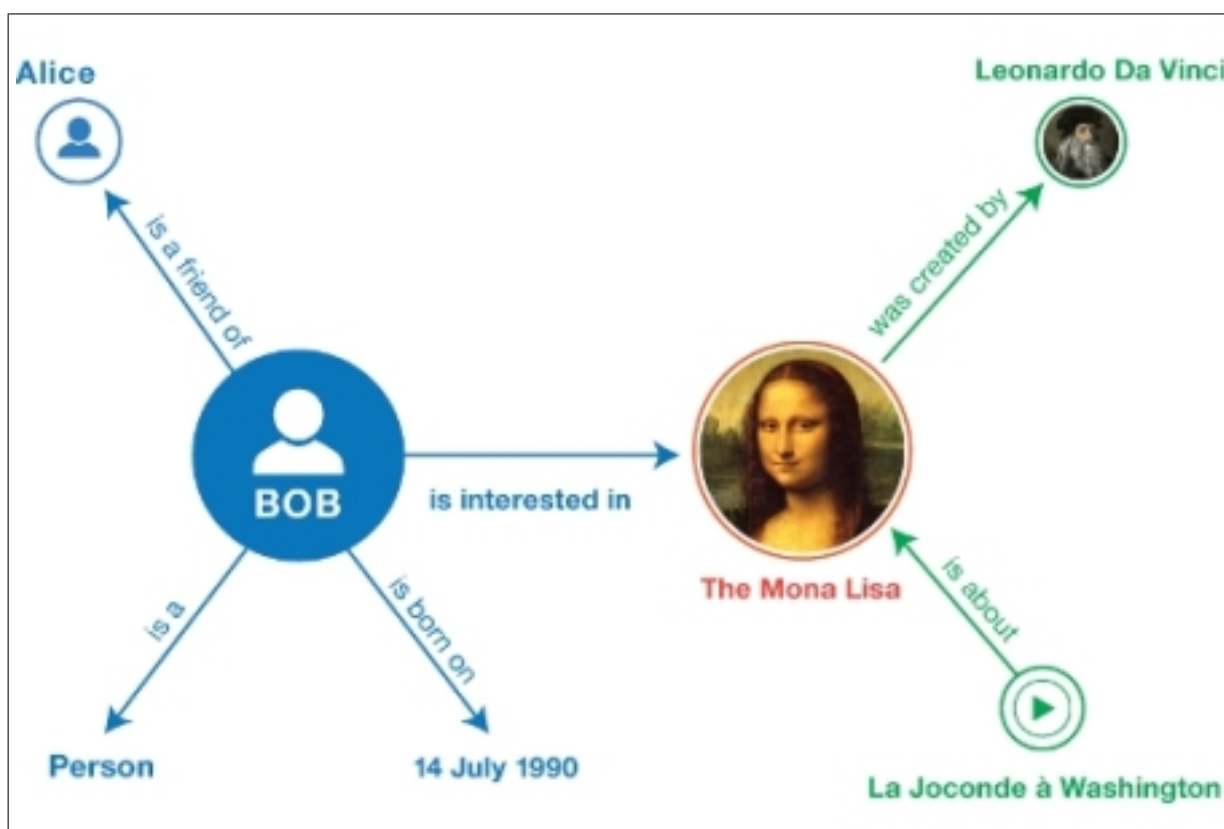 Alice
Leonardo Da Vinci
is a friend of
was created by
BOB
is interested in
The Mona Lisa
is a
is born on
is about
Person
14 July 1990
La Joconde à Washington